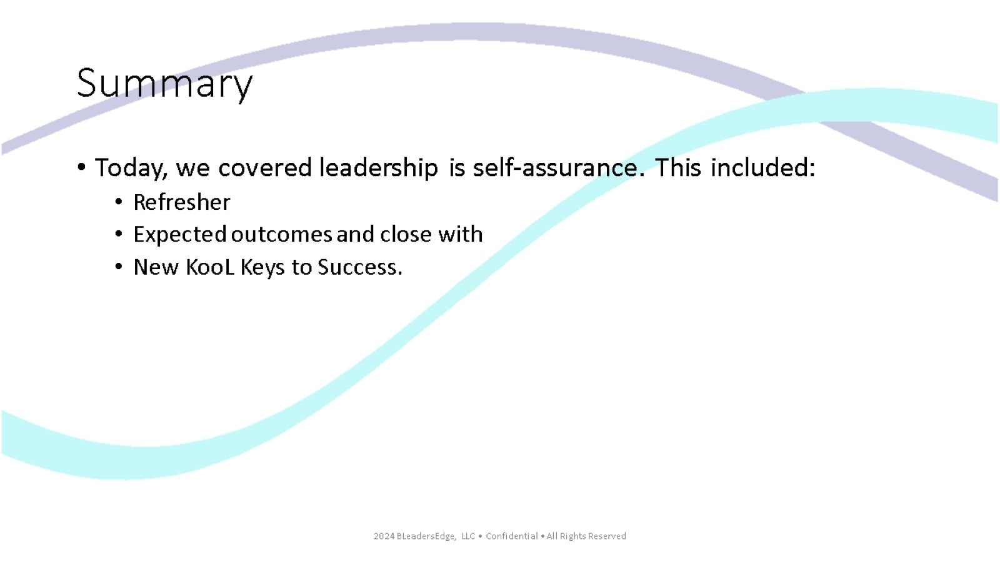 Summary
• Today, we covered leadership is self-assurance. This included:
• Refresher
• Expected outcomes and close with
• New KooL Keys to Success.
2024 BLeadersEdge, LLC • Confidential • All Rights Reserved